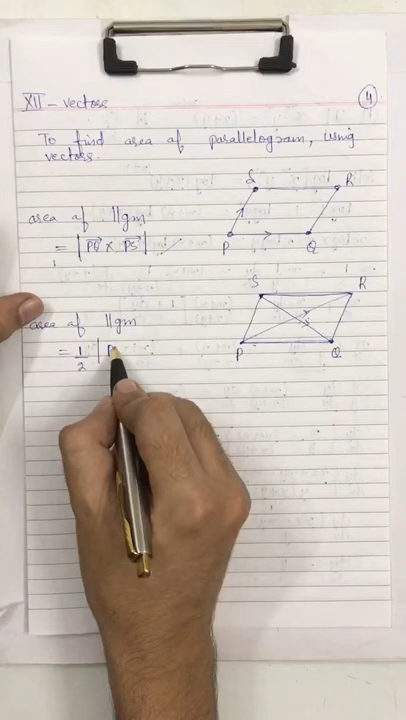 XII - Vectors
4
To find area of parallelogram, using
vectors.
S R
area of ||gm
= | PQ × PS |
P Q
S R
area of ||gm
P Q
= 1/2 | P